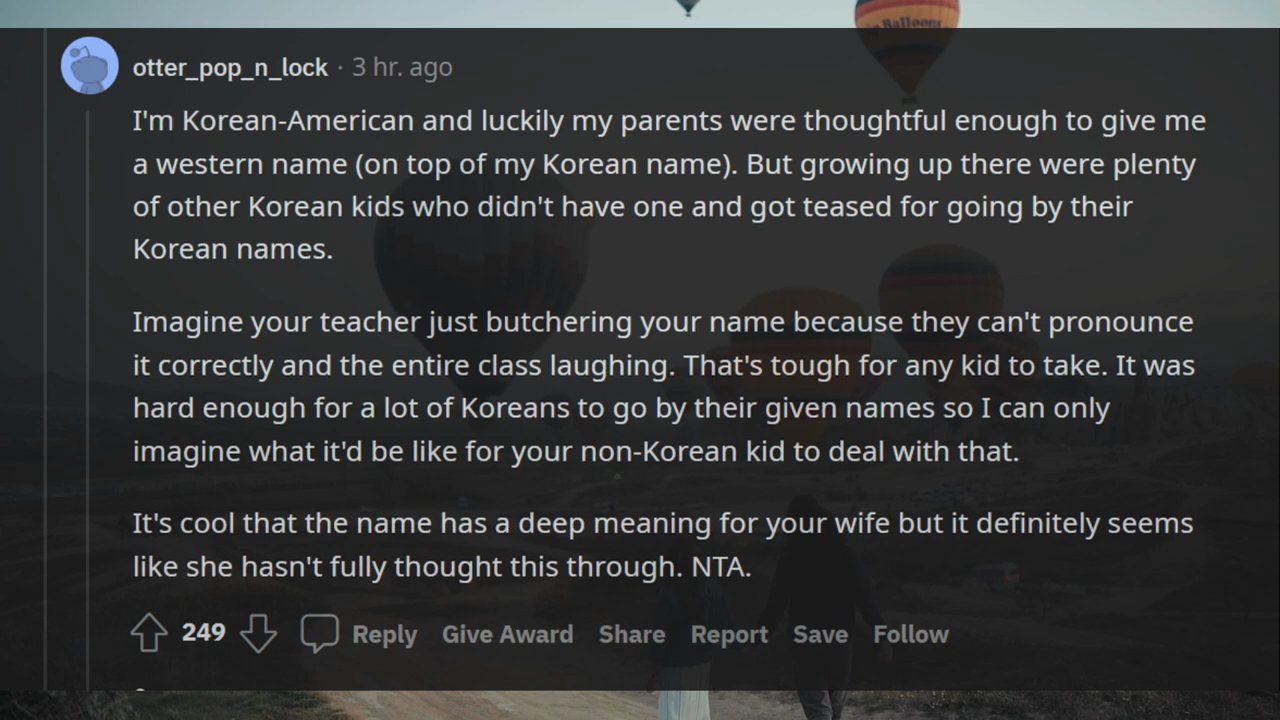 Balloons
otter_pop_n_lock · 3 hr. ago
I'm Korean-American and luckily my parents were thoughtful enough to give me
a western name (on top of my Korean name). But growing up there were plenty
of other Korean kids who didn't have one and got teased for going by their
Korean names.
Imagine your teacher just butchering your name because they can't pronounce
it correctly and the entire class laughing. That's tough for any kid to take. It was
hard enough for a lot of Koreans to go by their given names so I can only
imagine what it'd be like for your non-Korean kid to deal with that.
It's cool that the name has a deep meaning for your wife but it definitely seems
like she hasn't fully thought this through. NTA.
249 Reply Give Award Share Report Save Follow